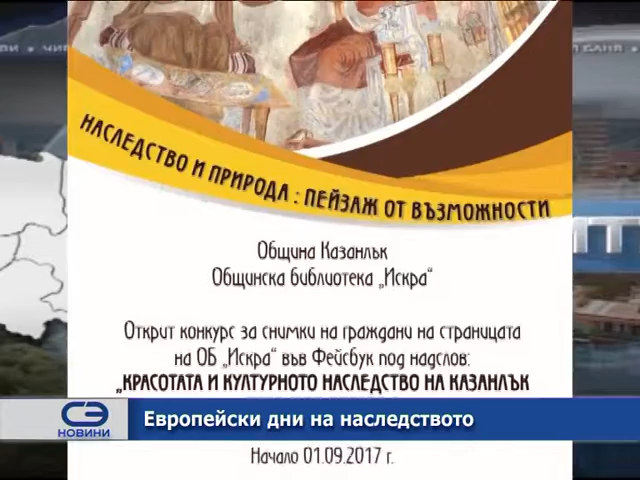 НАСЛЕДСТВО И ПРИРОДА : ПЕЙЗАЖ ОТ ВЪЗМОЖНОСТИ
Община Казанлък
Общинска библиотека „Искра“
Открит конкурс за снимки на граждани на страницата
на ОБ „Искра“ във Фейсбук под надслов:
„КРАСОТАТА И КУЛТУРНОТО НАСЛЕДСТВО НА КАЗАНЛЪК
СЭ
НОВИНИ
Европейски дни на наследството
Начало 01.09.2017 г.